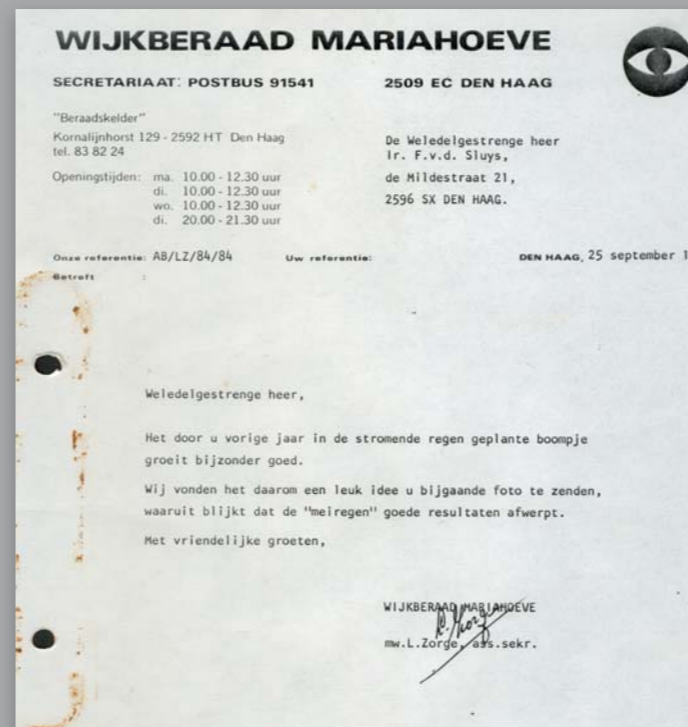 WIJKBERAAD MARIAHOEVE
SECRETARIAAT: POSTBUS 91541 2509 EC DEN HAAG
"Beraadskelder"
Kornalijnhorst 129 - 2592 HT Den Haag
tel. 83 82 24
Openingstijden: ma. 10.00 - 12.30 uur
di. 10.00 - 12.30 uur
wo. 10.00 - 12.30 uur
di. 20.00 - 21.30 uur
De Weledelgestrenge heer
Ir. F.v.d. Sluys,
de Mildestraat 21,
2596 SX DEN HAAG.
Onze referentie: AB/LZ/84/84 Uw referentie: DEN HAAG, 25 september 1
Betreft :
Weledelgestrenge heer,
Het door u vorige jaar in de stromende regen geplante boompje
groeit bijzonder goed.
Wij vonden het daarom een leuk idee u bijgaande foto te zenden,
waaruit blijkt dat de "meiregen" goede resultaten afwerpt.
Met vriendelijke groeten,
WIJKBERAAD MARIAHOEVE
mw.L.Zorge, ass.sekr.